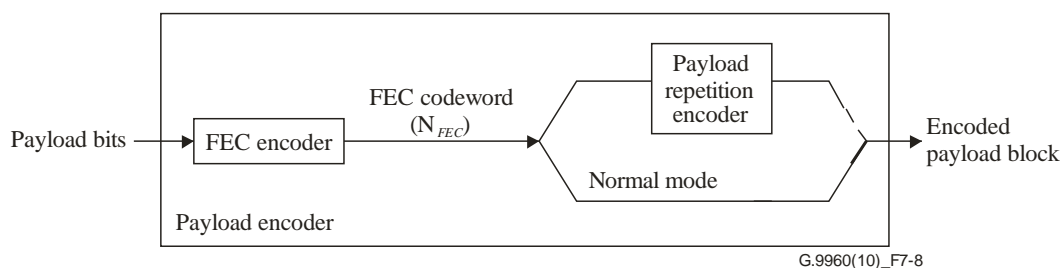 Payload bits
FEC encoder
FEC codeword
(N_FEC)
Payload
repetition
encoder
Normal mode
Encoded
payload block
Payload encoder
G.9960(10)_F7-8